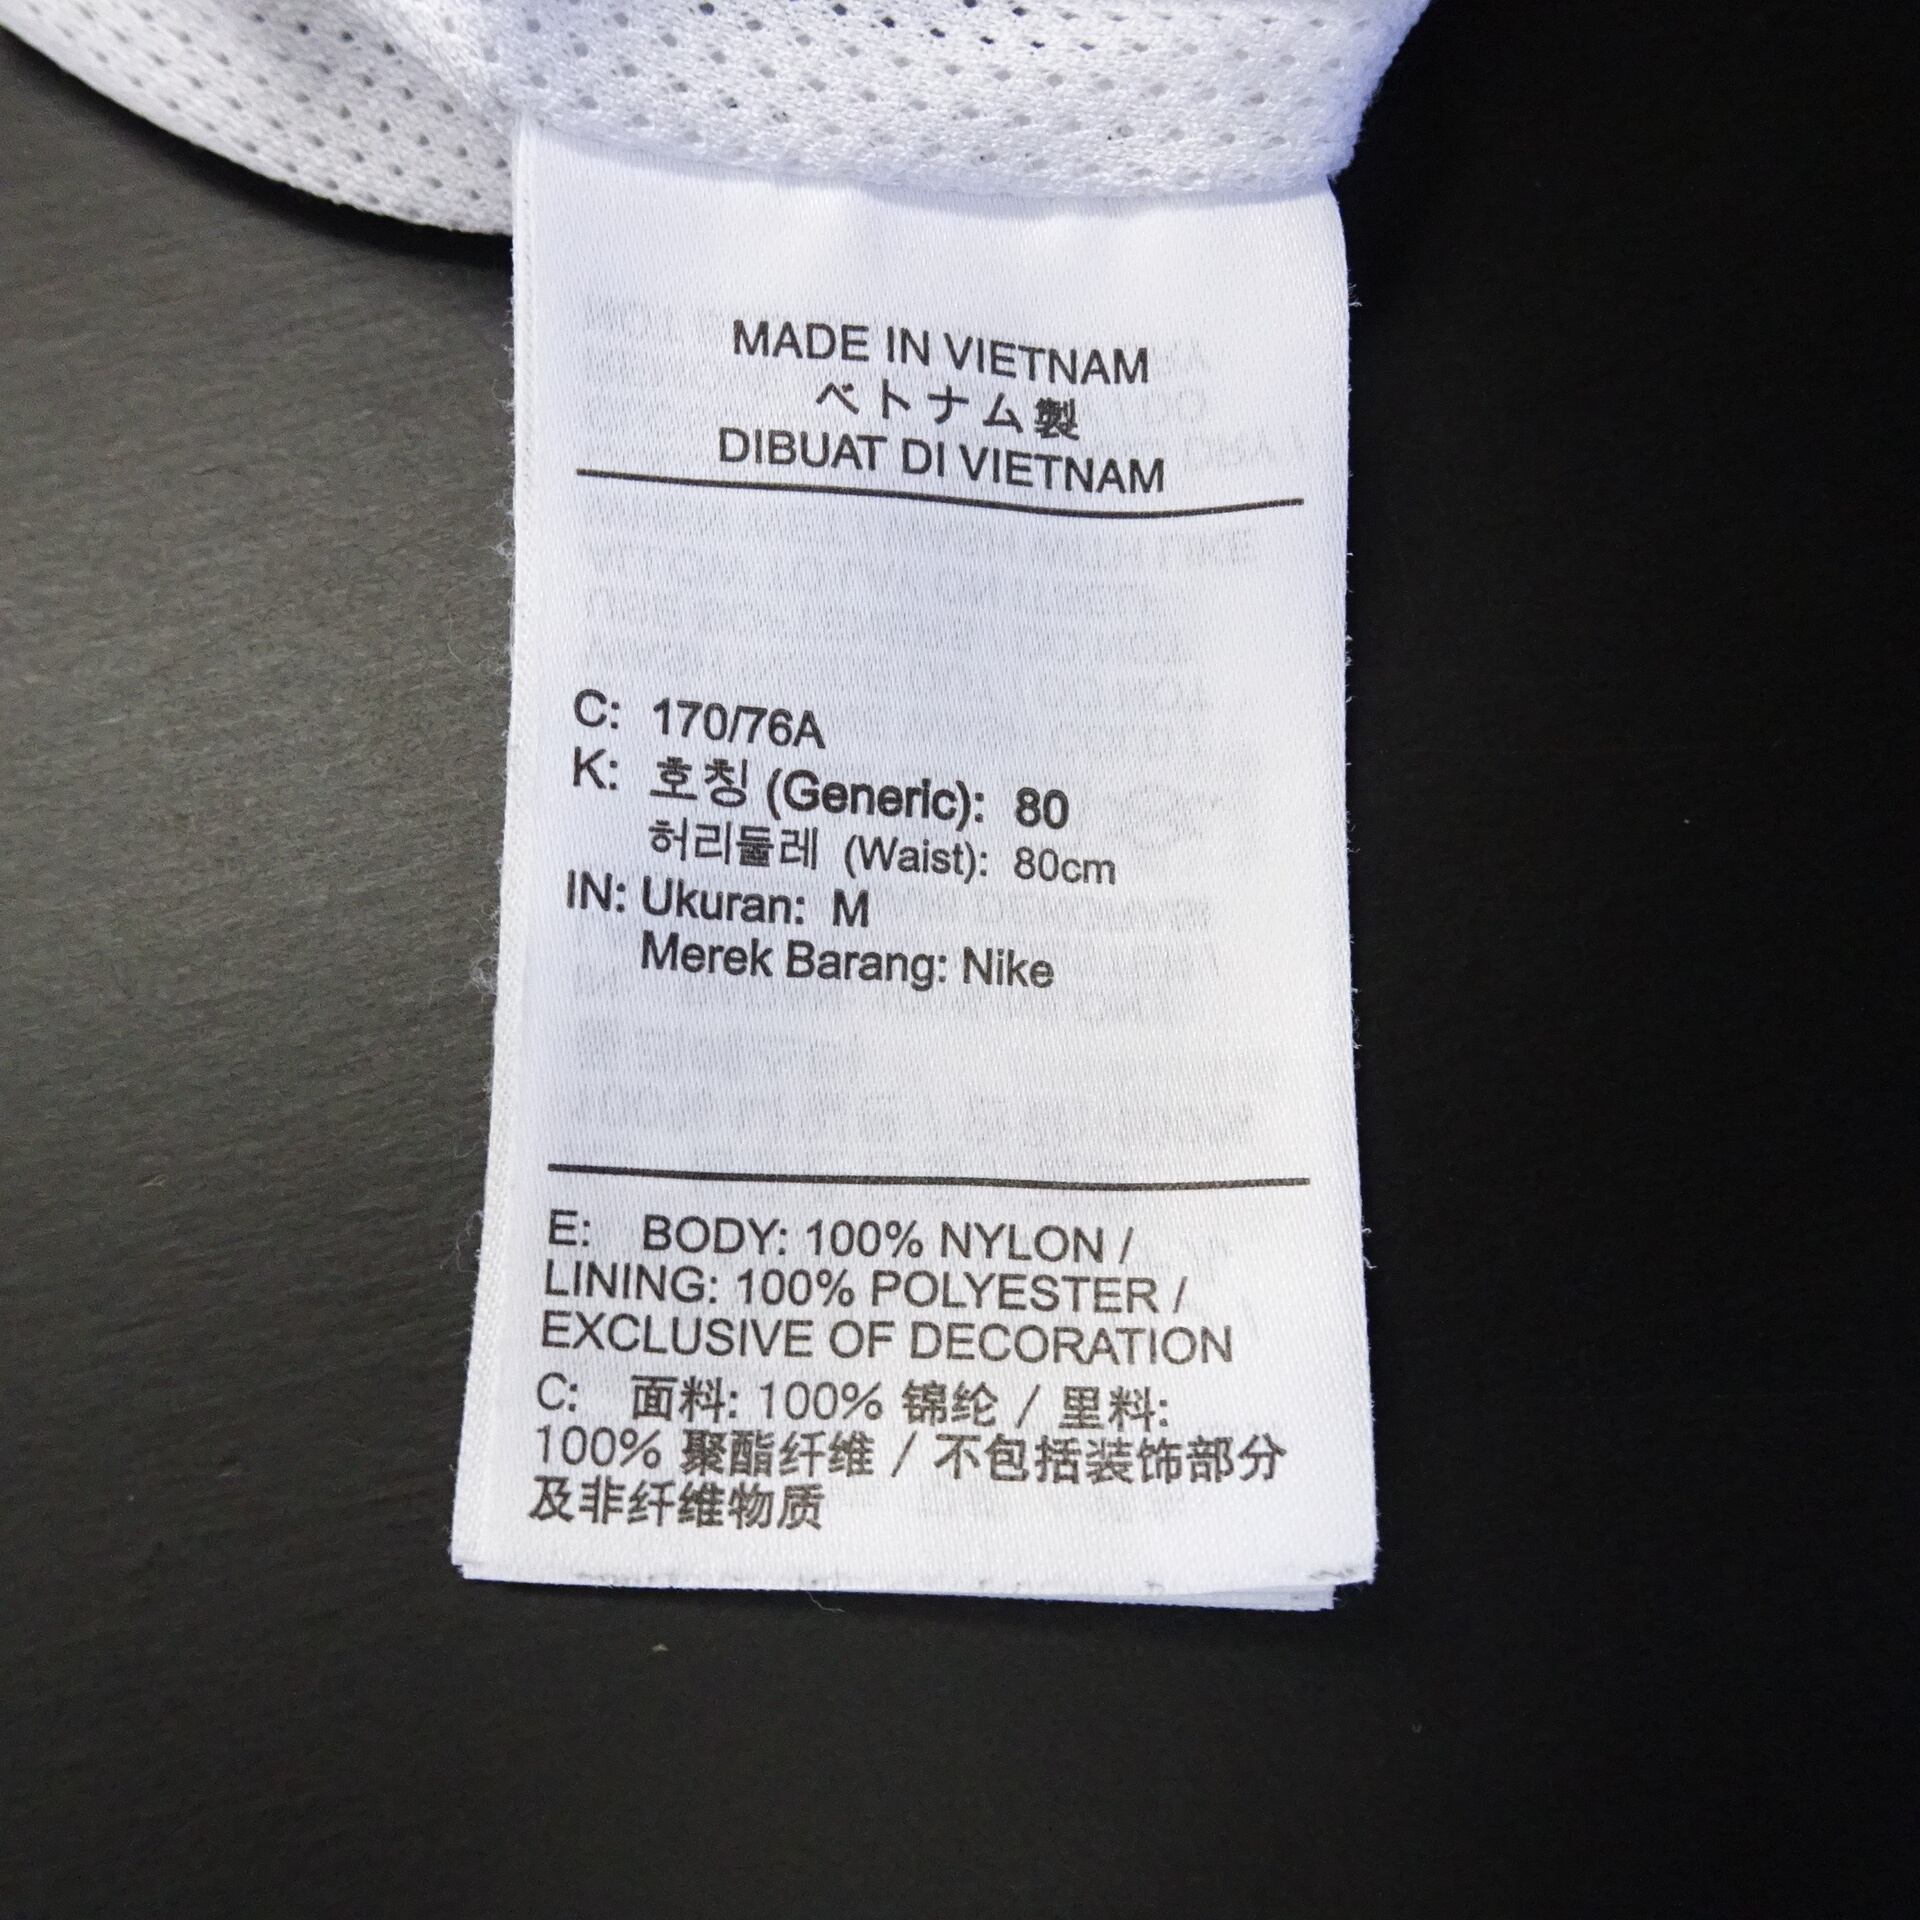 MADE IN VIETNAM
ベトナム製
DIBUAT DI VIETNAM
C: 170/76A
K: 호칭 (Generic): 80
허리둘레 (Waist): 80cm
IN: Ukuran: M
Merek Barang: Nike
E: BODY: 100% NYLON /
LINING: 100% POLYESTER /
EXCLUSIVE OF DECORATION
C: 面料: 100% 锦纶 / 里料:
100% 聚酯纤维 / 不包括装饰部分
及非纤维物质